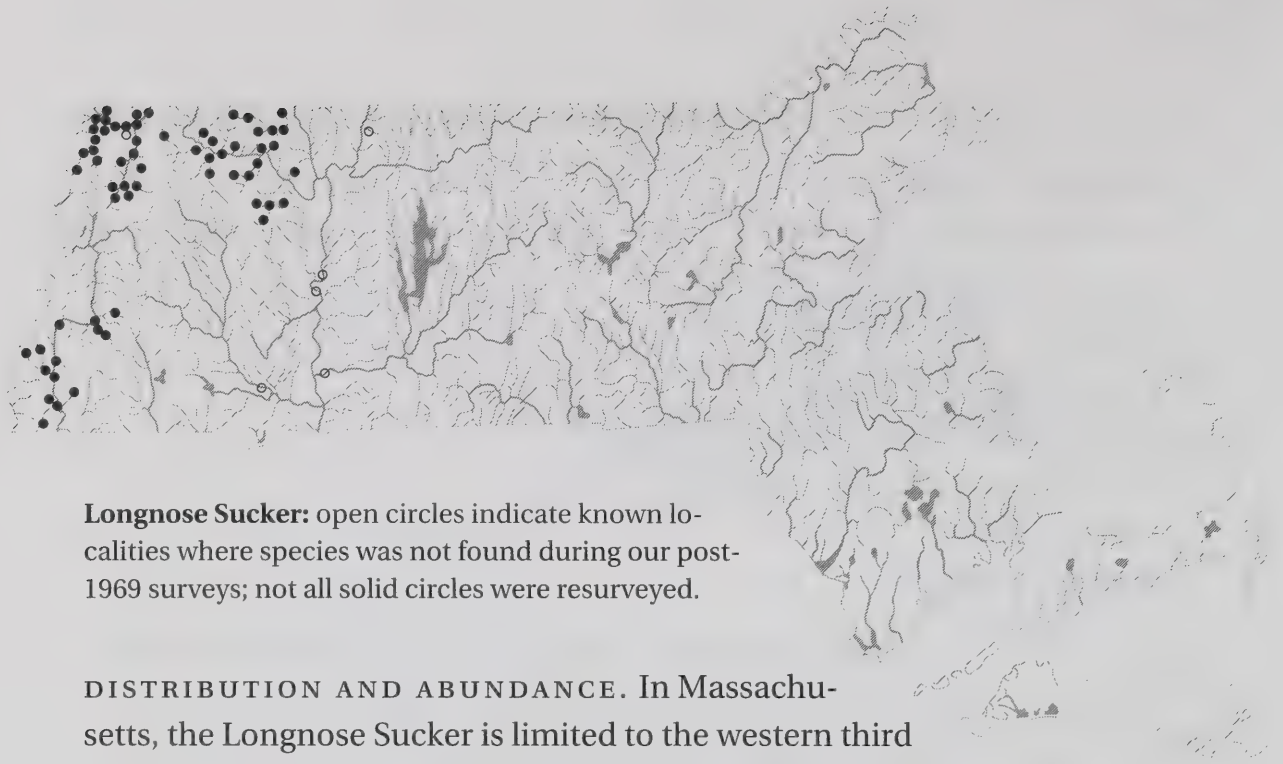 Longnose Sucker: open circles indicate known lo-
calities where species was not found during our post-
1969 surveys; not all solid circles were resurveyed.
DISTRIBUTION AND ABUNDANCE. In Massachu-
setts, the Longnose Sucker is limited to the western third